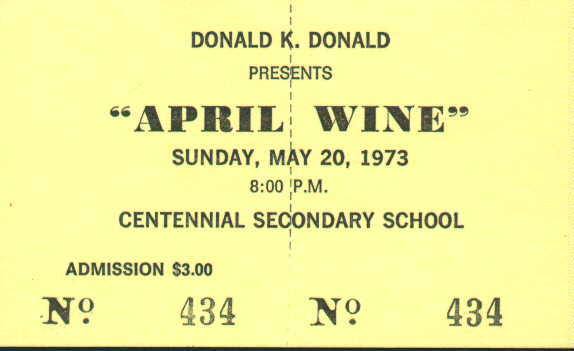 DONALD K. DONALD
PRESENTS
“APRIL WINE”
SUNDAY, MAY 20, 1973
8:00 P.M.
CENTENNIAL SECONDARY SCHOOL
ADMISSION $3.00
Nº 434 Nº 434